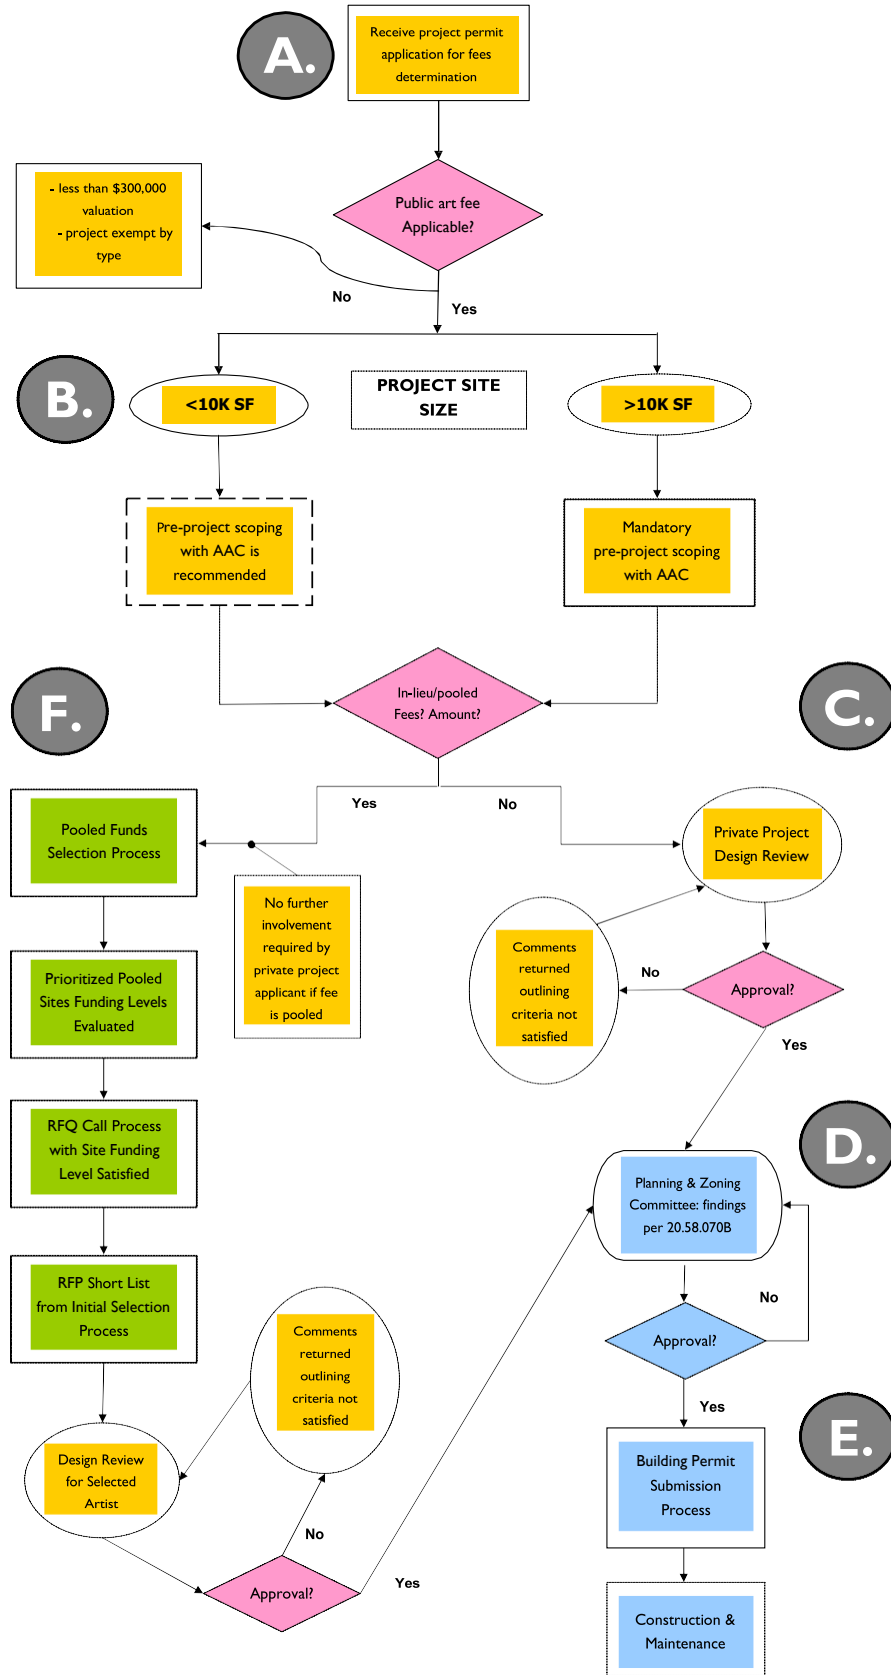 A.
Receive project permit
application for fees
determination
- less than $300,000
valuation
- project exempt by
type
Public art fee
Applicable?
No
Yes
B.
<10K SF
PROJECT SITE
SIZE
>10K SF
Pre-project scoping
with AAC is
recommended
Mandatory
pre-project scoping
with AAC
F.
In-lieu/pooled
Fees? Amount?
C.
Yes
No
Pooled Funds
Selection Process
Private Project
Design Review
No further
involvement
required by
private project
applicant if fee
is pooled
Comments
returned
outlining
criteria not
satisfied
No
Approval?
Yes
Prioritized Pooled
Sites Funding Levels
Evaluated
RFQ Call Process
with Site Funding
Level Satisfied
D.
Planning & Zoning
Committee: findings
per 20.58.070B
No
Approval?
Yes
RFP Short List
from Initial Selection
Process
Comments
returned
outlining
criteria not
satisfied
E.
Design Review
for Selected
Artist
No
Approval?
Yes
Building Permit
Submission
Process
Construction &
Maintenance